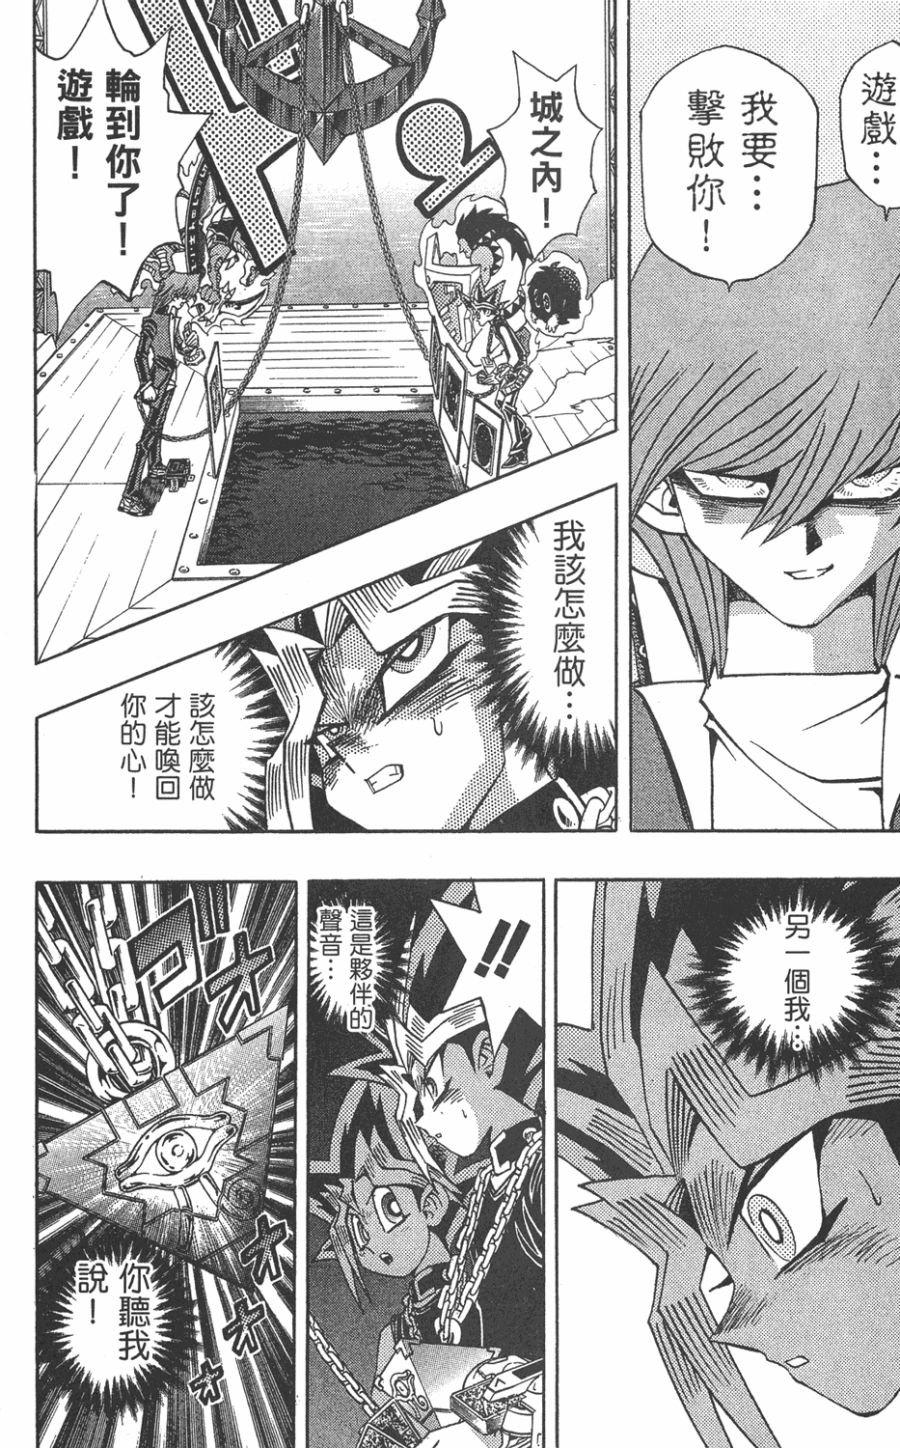 遊戲⋯
我要⋯
擊敗你！
城之內！
輪到你了！
遊戲！
我該怎麼做⋯
該怎麼做
才能喚回
你的心！
另一個我⋯
!!
這是夥伴的
聲音⋯
你聽我
說！